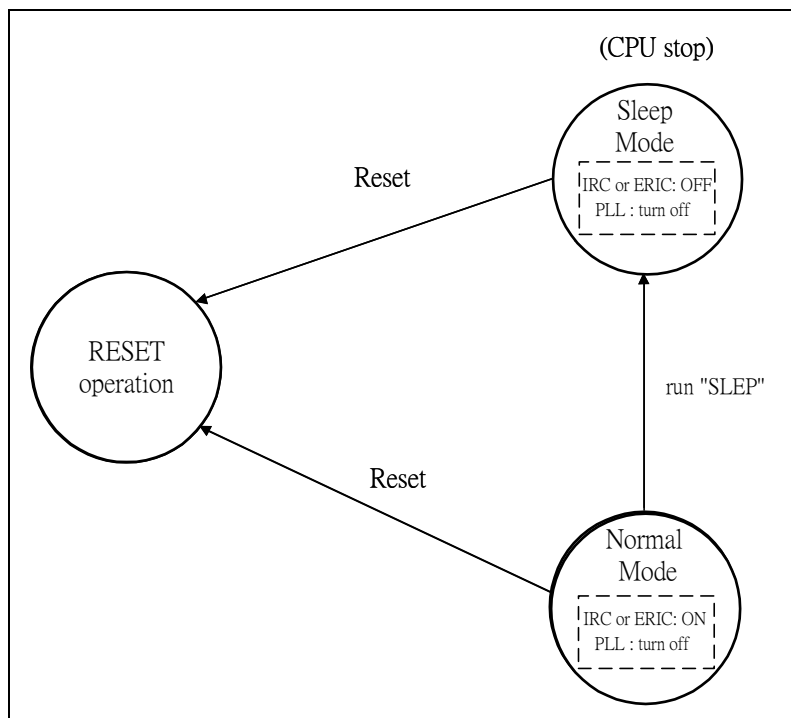 (CPU stop)
Sleep
Mode
IRC or ERIC: OFF
PLL : turn off
Reset
RESET
operation
run "SLEP"
Reset
Normal
Mode
IRC or ERIC: ON
PLL : turn off